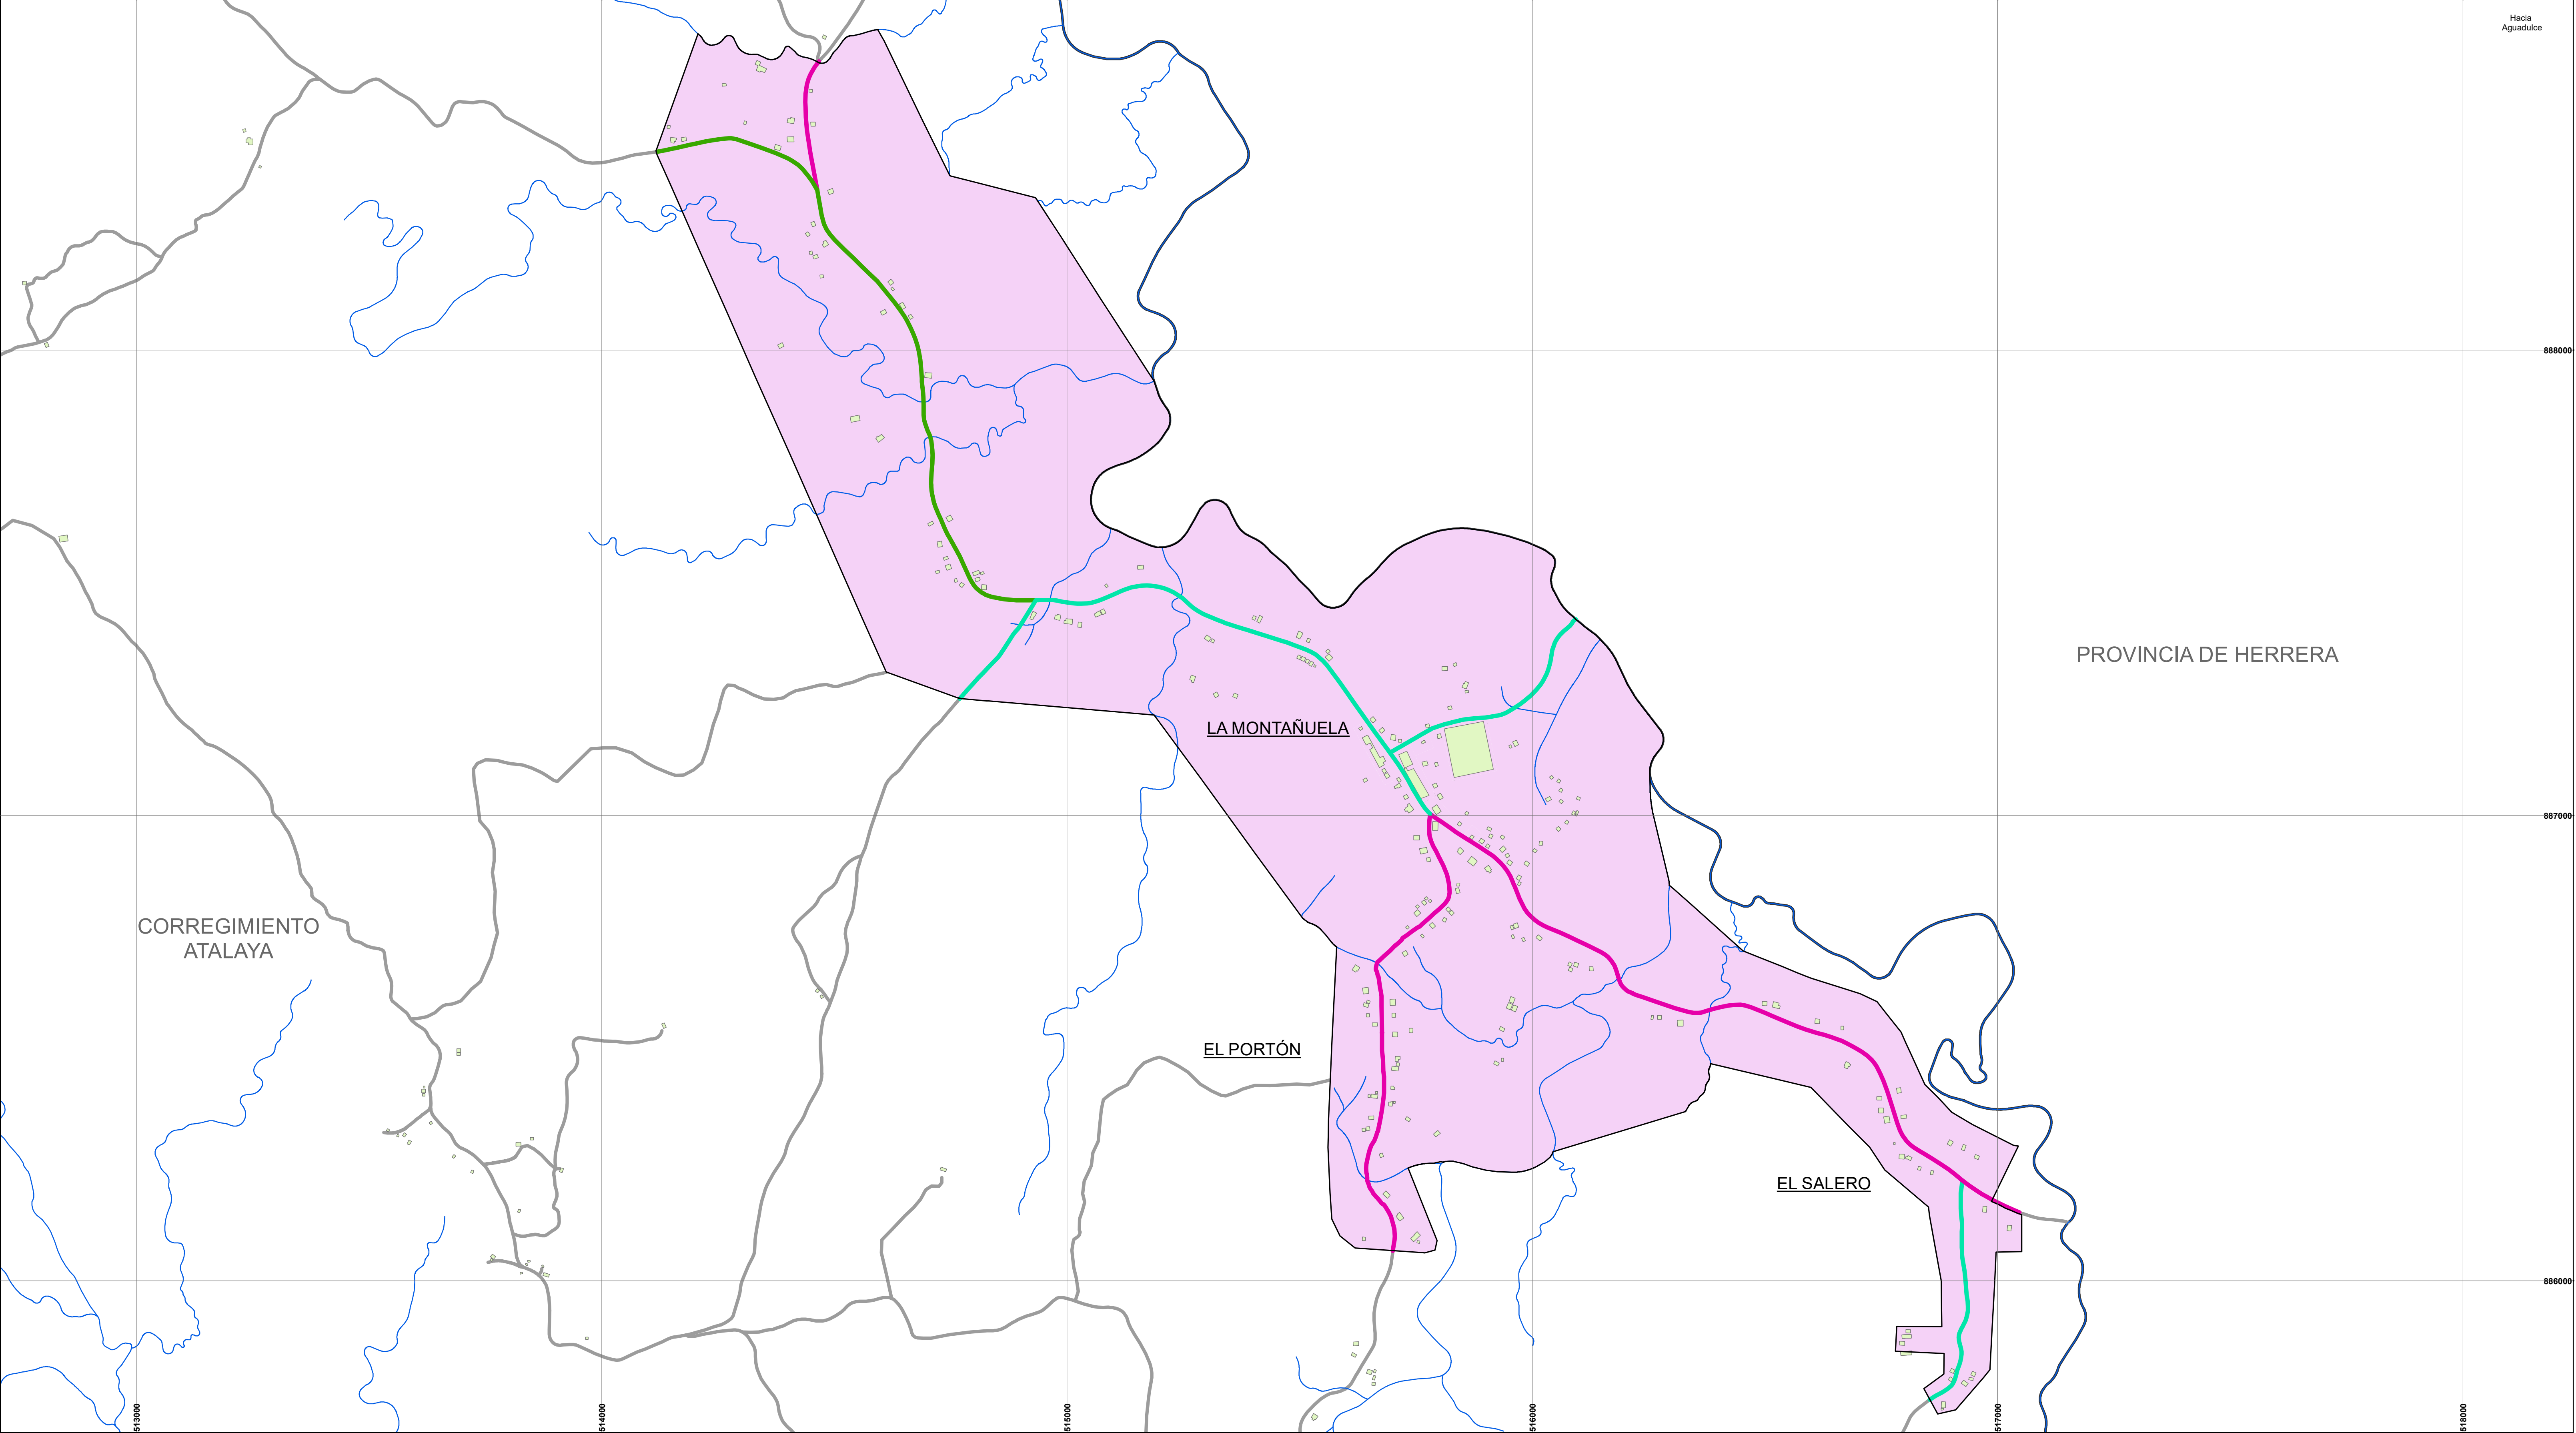 Hacia
Aguadulce
888000
PROVINCIA DE HERRERA
LA MONTAÑUELA
887000
CORREGIMIENTO
ATALAYA
EL PORTÓN
EL SALERO
886000
513000
514000
515000
516000
517000
518000